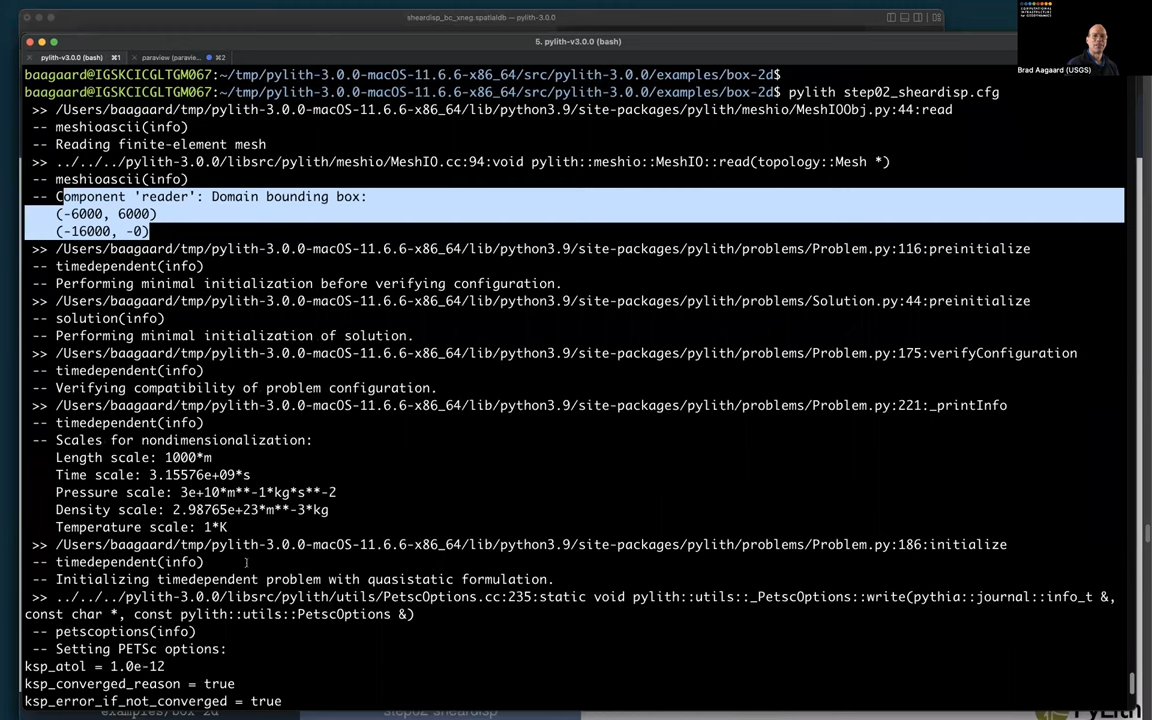 sheardisp_bc_xneg.spatialdb — pylith-3.0.0
COMPUTATIONAL
INFRASTRUCTURE
for GEODYNAMICS
5. pylith-v3.0.0 (bash)
pylith-v3.0.0 (bash) ⌘1 paraview (paravie... ⌘2
Brad Aagaard (USGS)
baagaard@IGSKCICGLTGM067:~/tmp/pylith-3.0.0-macOS-11.6.6-x86_64/src/pylith-3.0.0/examples/box-2d$
baagaard@IGSKCICGLTGM067:~/tmp/pylith-3.0.0-macOS-11.6.6-x86_64/src/pylith-3.0.0/examples/box-2d$ pylith step02_sheardisp.cfg
>> /Users/baagaard/tmp/pylith-3.0.0-macOS-11.6.6-x86_64/lib/python3.9/site-packages/pylith/meshio/MeshIOObj.py:44:read
-- meshioascii(info)
-- Reading finite-element mesh
>> ../../../pylith-3.0.0/libsrc/pylith/meshio/MeshIO.cc:94:void pylith::meshio::MeshIO::read(topology::Mesh *)
-- meshioascii(info)
-- Component 'reader': Domain bounding box:
(-6000, 6000)
(-16000, -0)
>> /Users/baagaard/tmp/pylith-3.0.0-macOS-11.6.6-x86_64/lib/python3.9/site-packages/pylith/problems/Problem.py:116:preinitialize
-- timedependent(info)
-- Performing minimal initialization before verifying configuration.
>> /Users/baagaard/tmp/pylith-3.0.0-macOS-11.6.6-x86_64/lib/python3.9/site-packages/pylith/problems/Solution.py:44:preinitialize
-- solution(info)
-- Performing minimal initialization of solution.
>> /Users/baagaard/tmp/pylith-3.0.0-macOS-11.6.6-x86_64/lib/python3.9/site-packages/pylith/problems/Problem.py:175:verifyConfiguration
-- timedependent(info)
-- Verifying compatibility of problem configuration.
>> /Users/baagaard/tmp/pylith-3.0.0-macOS-11.6.6-x86_64/lib/python3.9/site-packages/pylith/problems/Problem.py:221:_printInfo
-- timedependent(info)
-- Scales for nondimensionalization:
Length scale: 1000*m
Time scale: 3.15576e+09*s
Pressure scale: 3e+10*m**-1*kg*s**-2
Density scale: 2.98765e+23*m**-3*kg
Temperature scale: 1*K
>> /Users/baagaard/tmp/pylith-3.0.0-macOS-11.6.6-x86_64/lib/python3.9/site-packages/pylith/problems/Problem.py:186:initialize
-- timedependent(info)
-- Initializing timedependent problem with quasistatic formulation.
>> ../../../pylith-3.0.0/libsrc/pylith/utils/PetscOptions.cc:235:static void pylith::utils::_PetscOptions::write(pythia::journal::info_t &,
const char *, const pylith::utils::PetscOptions &)
-- petscoptions(info)
-- Setting PETSc options:
ksp_atol = 1.0e-12
ksp_converged_reason = true
ksp_error_if_not_converged = true
examples/box-2d step02 sheardisp PyLith